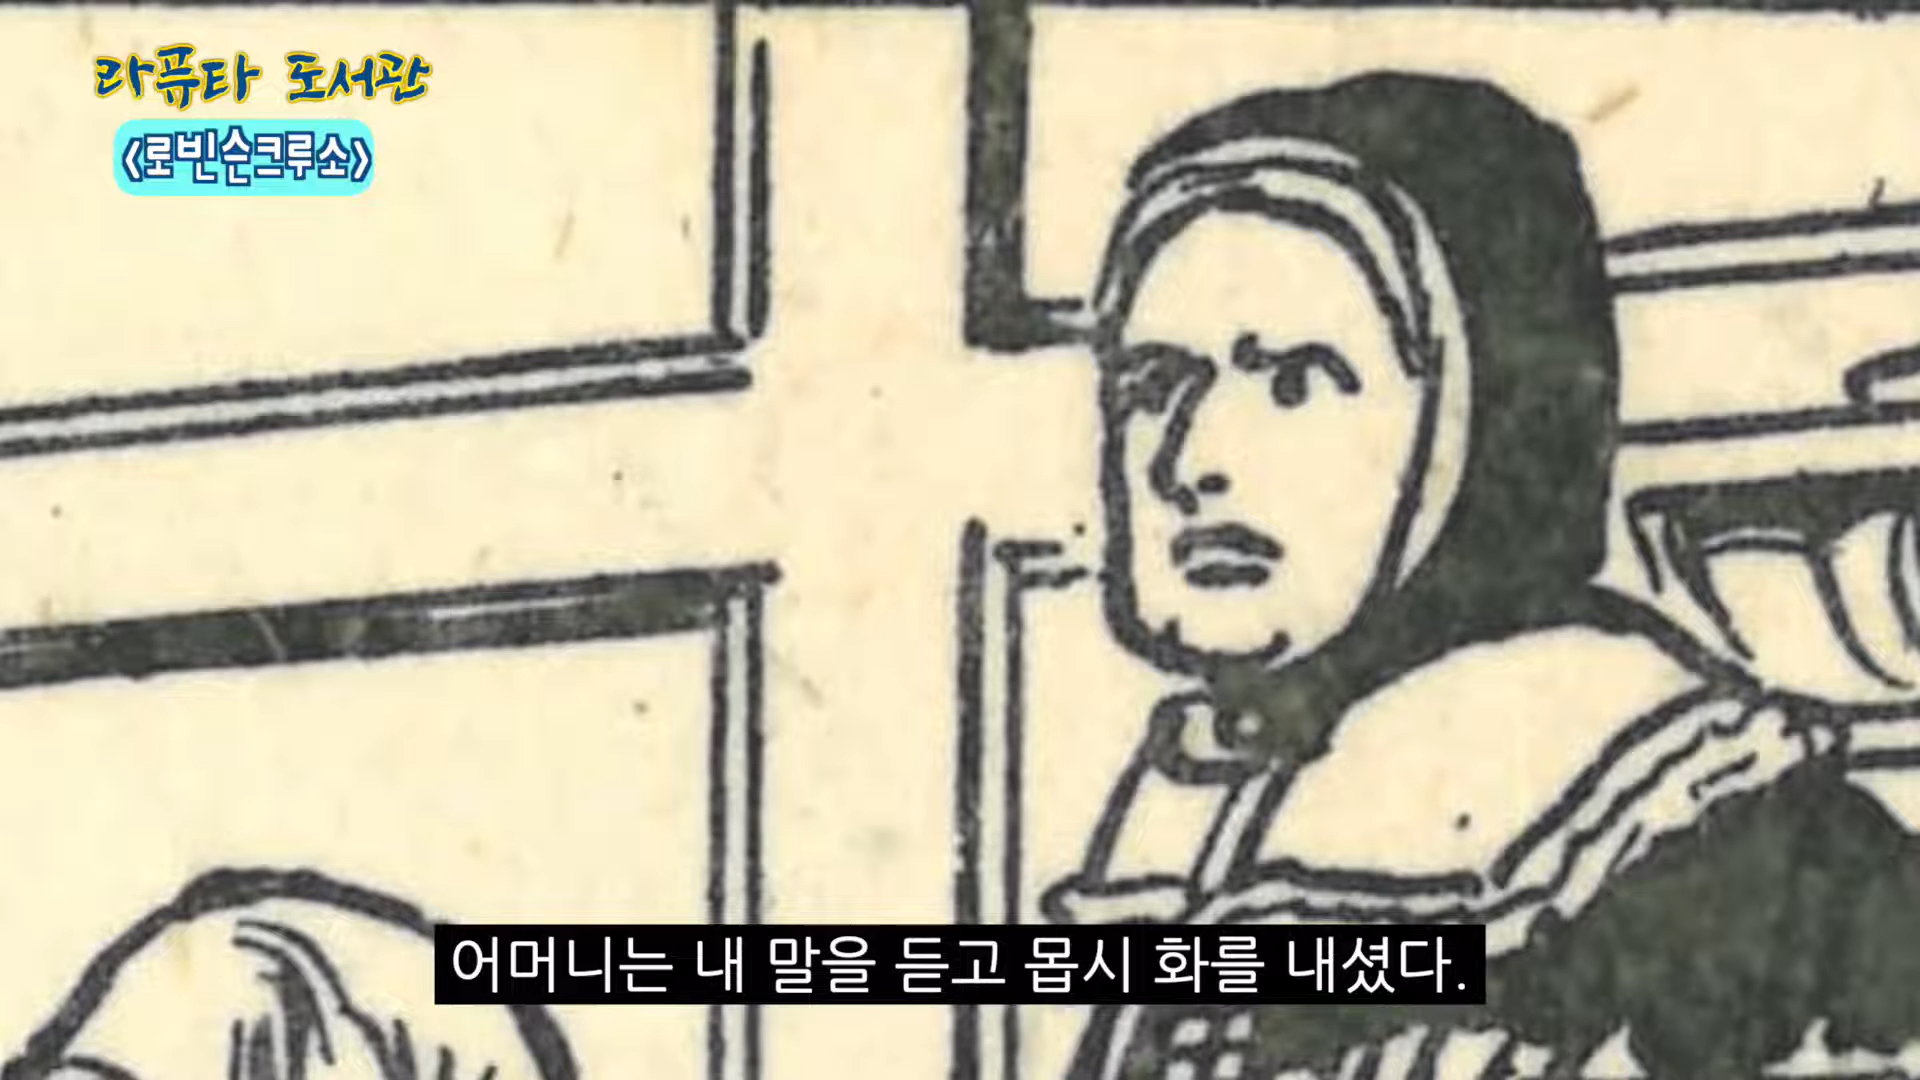 라퓨타 도서관
<로빈슨크루소>
어머니는 내 말을 듣고 몹시 화를 내셨다.